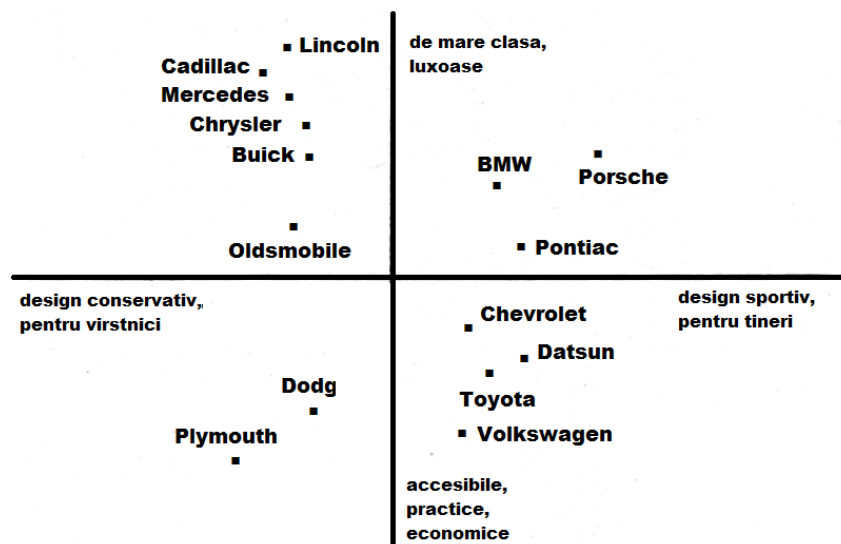 Lincoln
de mare clasa,
luxoase
Cadillac
Mercedes
Chrysler
Buick
BMW
Porsche
Oldsmobile
Pontiac
design conservativ,
pentru virstnici
design sportiv,
pentru tineri
Chevrolet
Datsun
Dodg
Toyota
Plymouth
Volkswagen
accesibile,
practice,
economice